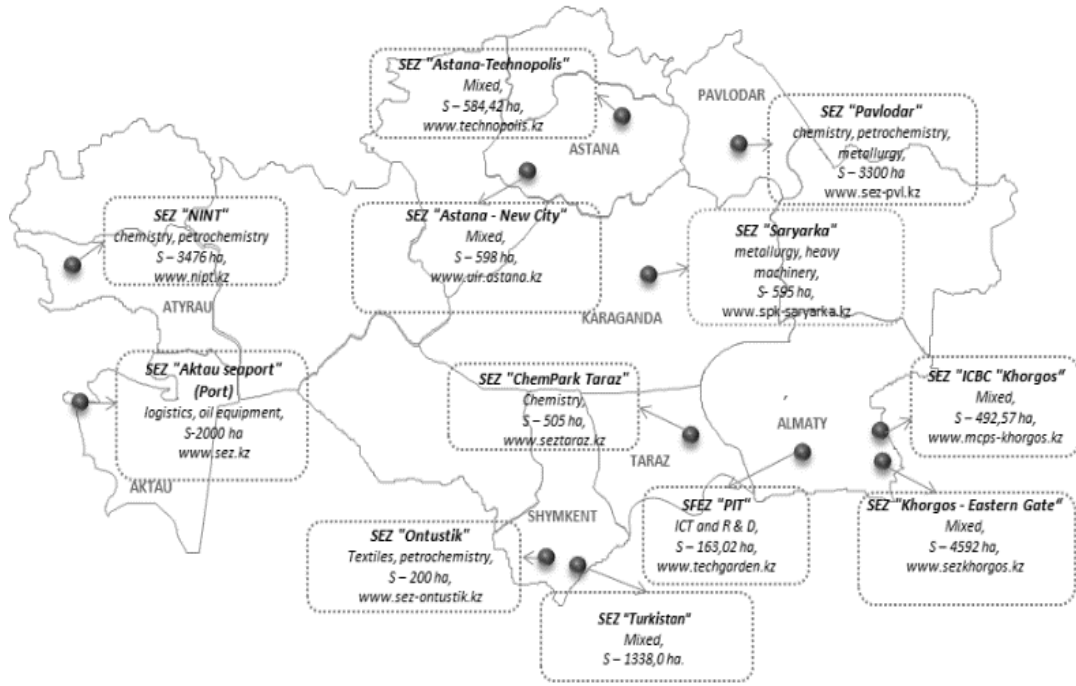 SEZ "Astana-Technopolis"
Mixed,
S – 584,42 ha,
www.technopolis.kz
ASTANA
PAVLODAR
SEZ "Pavlodar"
chemistry, petrochemistry,
metallurgy,
S – 3300 ha
www.sez-pvl.kz
SEZ "NINT"
chemistry, petrochemistry
S – 3476 ha,
www.nipt.kz
ATYRAU
SEZ "Astana - New City"
Mixed,
S – 598 ha,
www.uir.astana.kz
SEZ "Saryarka"
metallurgy, heavy
machinery,
S- 595 ha,
www.spk-saryarka.kz
KARAGANDA
SEZ "Aktau seaport"
(Port)
logistics, oil equipment,
S-2000 ha
www.sez.kz
AKTAU
SEZ "ChemPark Taraz"
Chemistry,
S – 505 ha,
www.seztaraz.kz
TARAZ
ALMATY
SEZ "ICBC "Khorgos"
Mixed,
S – 492,57 ha,
www.mcps-khorgos.kz
SHYMKENT
SEZ "Ontustik"
Textiles, petrochemistry,
S – 200 ha,
www.sez-ontustik.kz
SFEZ "PIT"
ICT and R & D,
S – 163,02 ha,
www.techgarden.kz
SEZ "Khorgos - Eastern Gate"
Mixed,
S – 4592 ha,
www.sezkhorgos.kz
SEZ "Turkistan"
Mixed,
S – 1338,0 ha.